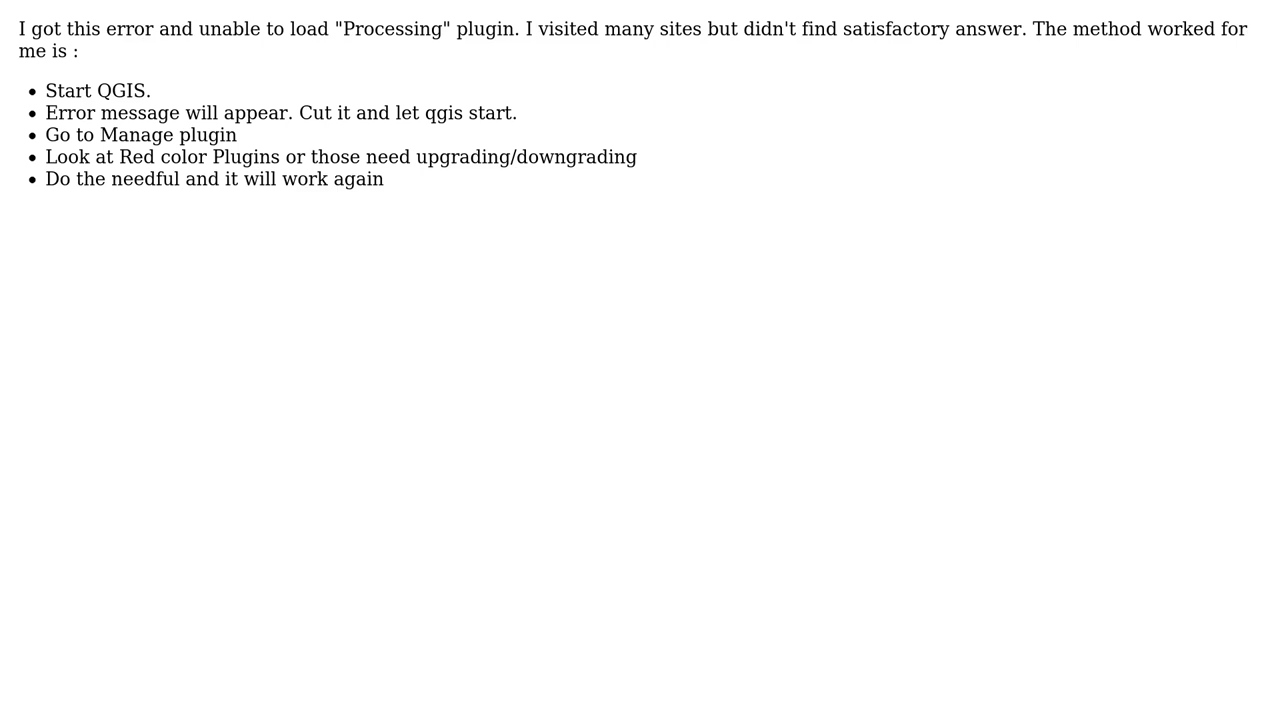 I got this error and unable to load "Processing" plugin. I visited many sites but didn't find satisfactory answer. The method worked for
me is :
• Start QGIS.
• Error message will appear. Cut it and let qgis start.
• Go to Manage plugin
• Look at Red color Plugins or those need upgrading/downgrading
• Do the needful and it will work again